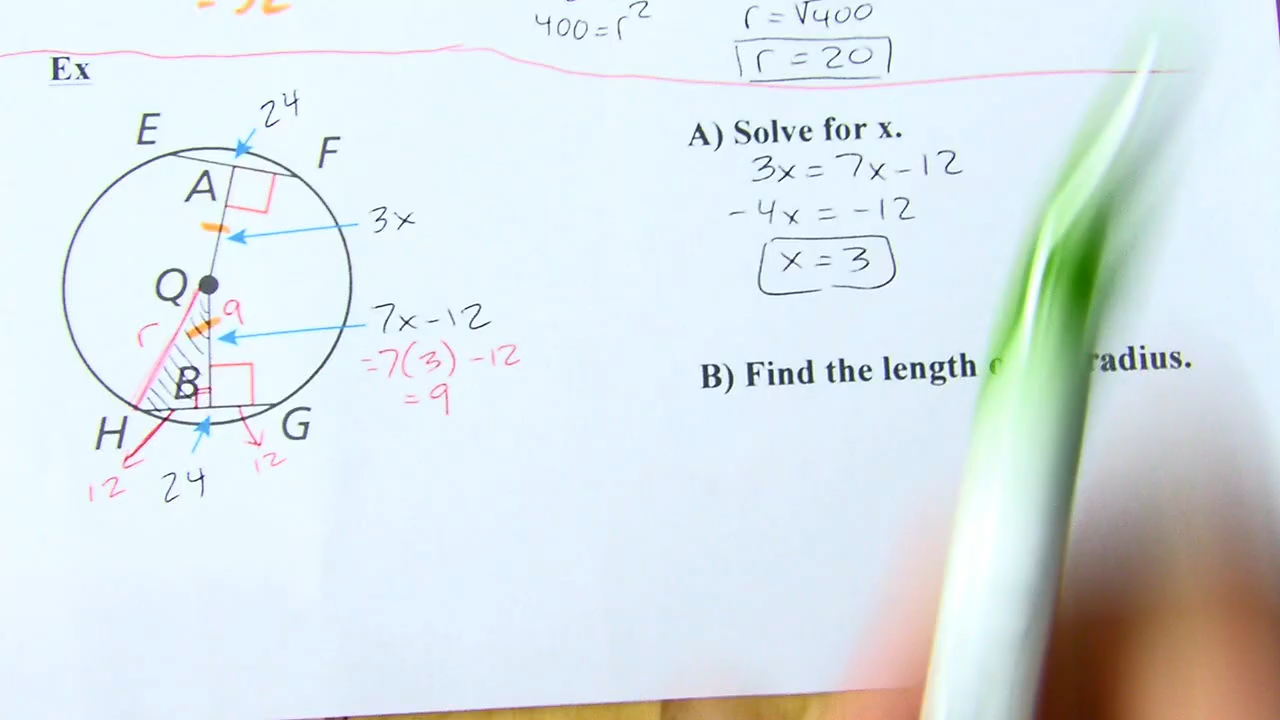 400 = r²
r = √400
r = 20
Ex
24
E
F
A
3x
Q
9
r
7x - 12
= 7(3) - 12
= 9
B
H
G
12
24
12
A) Solve for x.
3x = 7x - 12
-4x = -12
x = 3
B) Find the length radius.